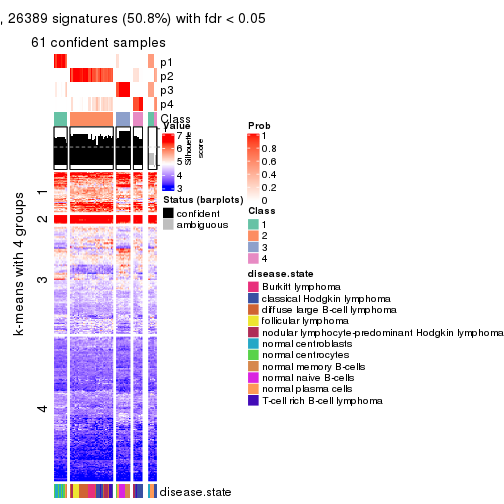 , 26389 signatures (50.8%) with fdr < 0.05
61 confident samples
p1
p2
p3
p4
Class
Value
7
6
5
4
3
Silhouette score
Prob
1
0.8
0.6
0.4
0.2
0
Status (barplots)
confident
ambiguous
Class
1
2
3
4
disease.state
Burkitt lymphoma
classical Hodgkin lymphoma
diffuse large B-cell lymphoma
follicular lymphoma
nodular lymphocyte-predominant Hodgkin lymphoma
normal centroblasts
normal centrocytes
normal memory B-cells
normal naive B-cells
normal plasma cells
T-cell rich B-cell lymphoma
k-means with 4 groups
1
2
3
4
disease.state